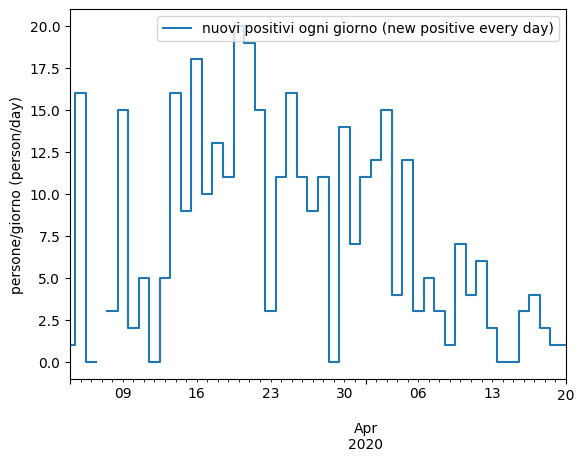 nuovi positivi ogni giorno (new positive every day)
persone/giorno (person/day)
20.0
17.5
15.0
12.5
10.0
7.5
5.0
2.5
0.0
09 16 23 30 06 13 20
Apr
2020